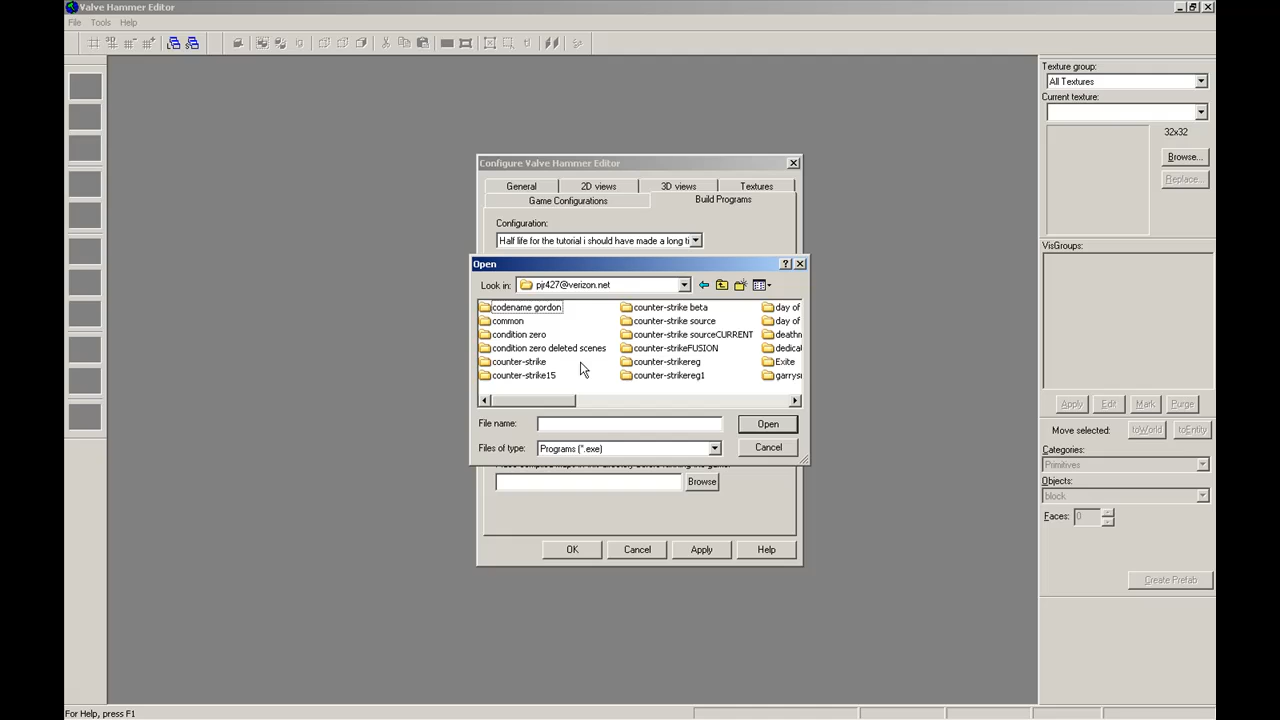 Valve Hammer Editor
File Tools Help
Texture group:
All Textures
Current texture:
32x32
Browse...
Replace...
VisGroups:
Apply Edit Mark Purge
Move selected: toWorld toEntity
Categories:
Primitives
Objects:
block
Faces: 0
Create Prefab
Configure Valve Hammer Editor
General 2D views 3D views Textures
Game Configurations Build Programs
Configuration:
Half life for the tutorial i should have made a long ti
Open
Look in: pjr427@verizon.net
codename gordon counter-strike beta day of
common counter-strike source day of
condition zero counter-strike sourceCURRENT deathm
condition zero deleted scenes counter-strikeFUSION dedica
counter-strike counter-strikereg Exite
counter-strike15 counter-strikereg1 garrysm
File name: Open
Files of type: Programs (*.exe) Cancel
Browse
OK Cancel Apply Help
For Help, press F1